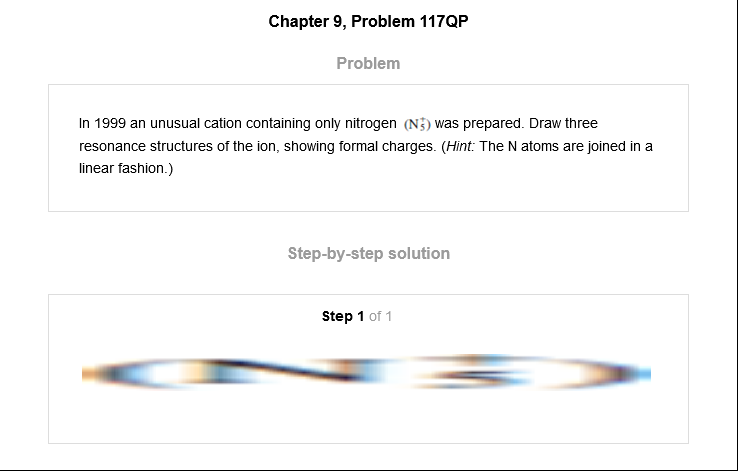 Chapter 9, Problem 117QP
Problem
In 1999 an unusual cation containing only nitrogen (N₅⁺) was prepared. Draw three
resonance structures of the ion, showing formal charges. (Hint: The N atoms are joined in a
linear fashion.)
Step-by-step solution
Step 1 of 1